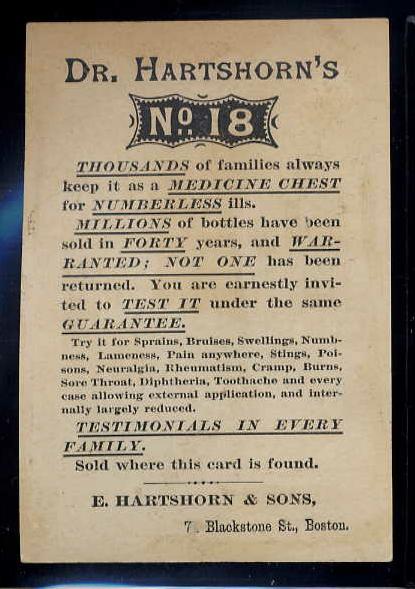 DR. HARTSHORN'S
No. 18
THOUSANDS of families always
keep it as a MEDICINE CHEST
for NUMBERLESS ills.
MILLIONS of bottles have been
sold in FORTY years, and WAR-
RANTED; NOT ONE has been
returned. You are earnestly invi-
ted to TEST IT under the same
GUARANTEE.
Try it for Sprains, Bruises, Swellings, Numb-
ness, Lameness, Pain anywhere, Stings, Poi-
sons, Neuralgia, Rheumatism, Cramp, Burns,
Sore Throat, Diphtheria, Toothache and every
case allowing external application, and inter-
nally largely reduced.
TESTIMONIALS IN EVERY
FAMILY.
Sold where this card is found.
E. HARTSHORN & SONS,
Blackstone St., Boston.